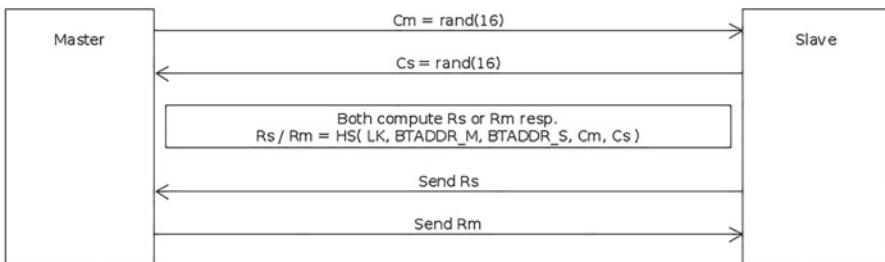 Cm = rand(16)
Master
Slave
Cs = rand(16)
Both compute Rs or Rm resp.
Rs / Rm = HS( LK, BTADDR_M, BTADDR_S, Cm, Cs )
Send Rs
Send Rm